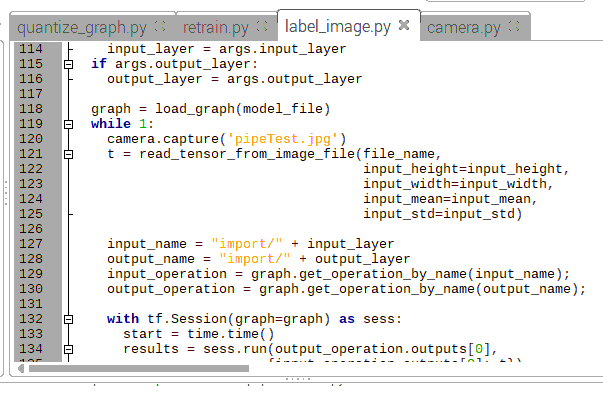 quantize_graph.py retrain.py label_image.py camera.py
114 input_layer = args.input_layer
115 if args.output_layer:
116 output_layer = args.output_layer
117
118 graph = load_graph(model_file)
119 while 1:
120 camera.capture('pipeTest.jpg')
121 t = read_tensor_from_image_file(file_name,
122 input_height=input_height,
123 input_width=input_width,
124 input_mean=input_mean,
125 input_std=input_std)
126
127 input_name = "import/" + input_layer
128 output_name = "import/" + output_layer
129 input_operation = graph.get_operation_by_name(input_name);
130 output_operation = graph.get_operation_by_name(output_name);
131
132 with tf.Session(graph=graph) as sess:
133 start = time.time()
134 results = sess.run(output_operation.outputs[0],